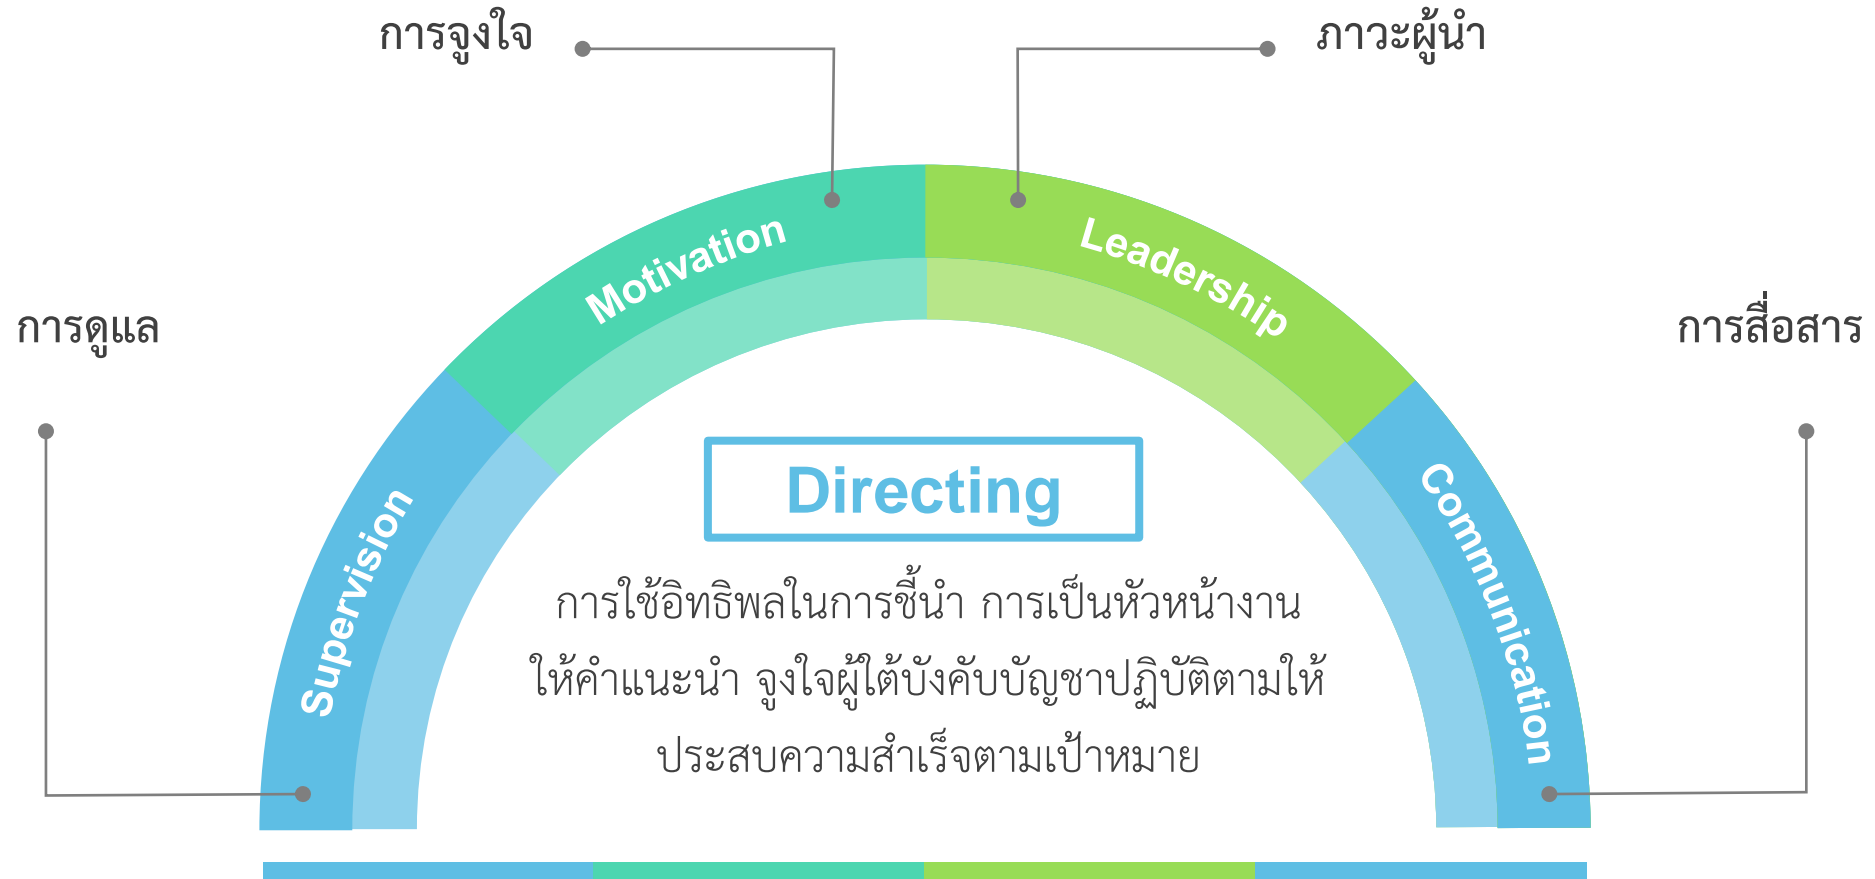 การจูงใจ
ภาวะผู้นำ
Motivation
Leadership
การดูแล
การสื่อสาร
Supervision
Communication
Directing
การใช้อิทธิพลในการชี้นำ การเป็นหัวหน้างาน
ให้คำแนะนำ จูงใจผู้ใต้บังคับบัญชาปฏิบัติตามให้
ประสบความสำเร็จตามเป้าหมาย